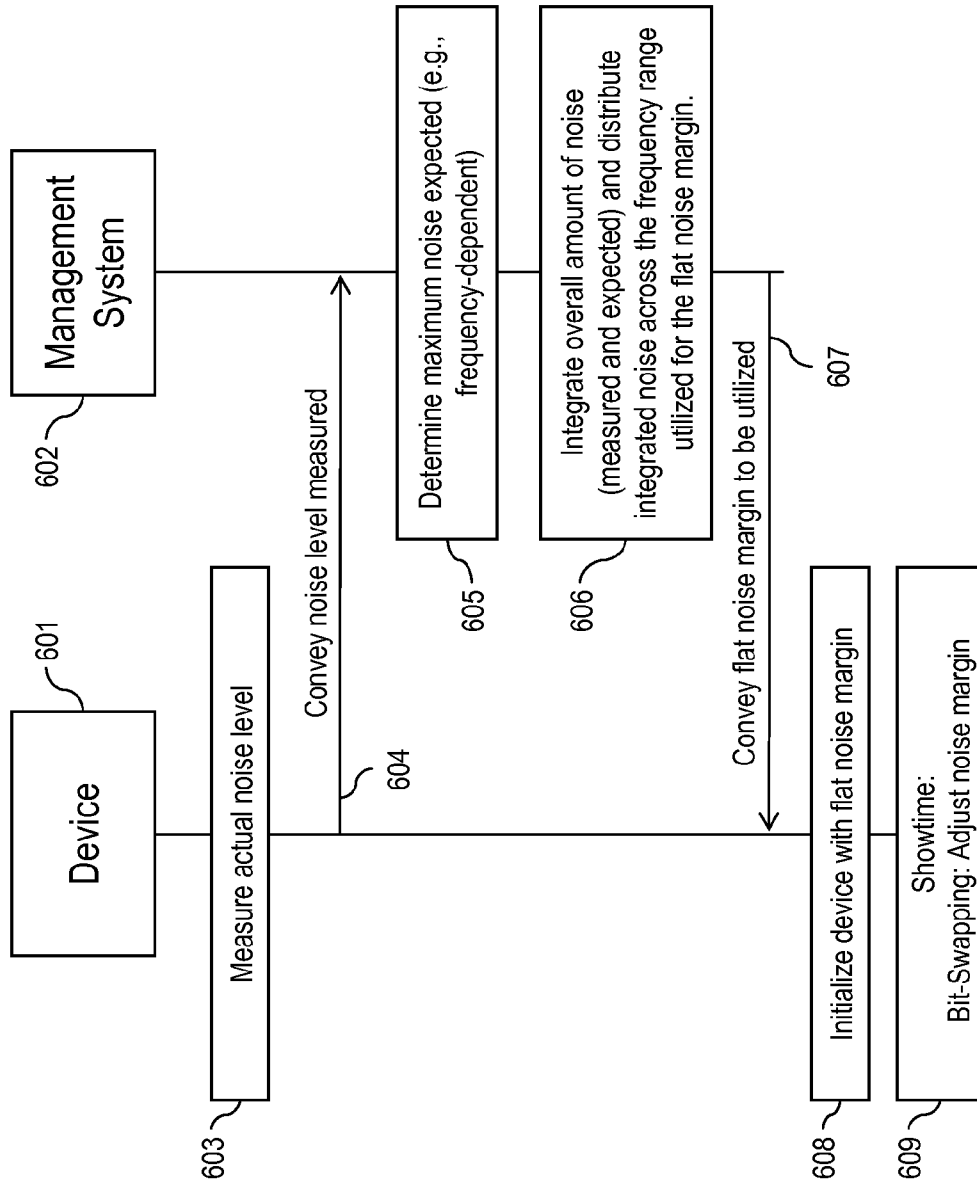 Device
601
Management
System
602
Measure actual noise level
603
Convey noise level measured
604
Determine maximum noise expected (e.g.,
frequency-dependent)
605
Integrate overall amount of noise
(measured and expected) and distribute
integrated noise across the frequency range
utilized for the flat noise margin.
606
Convey flat noise margin to be utilized
607
Initialize device with flat noise margin
608
Showtime:
Bit-Swapping: Adjust noise margin
609